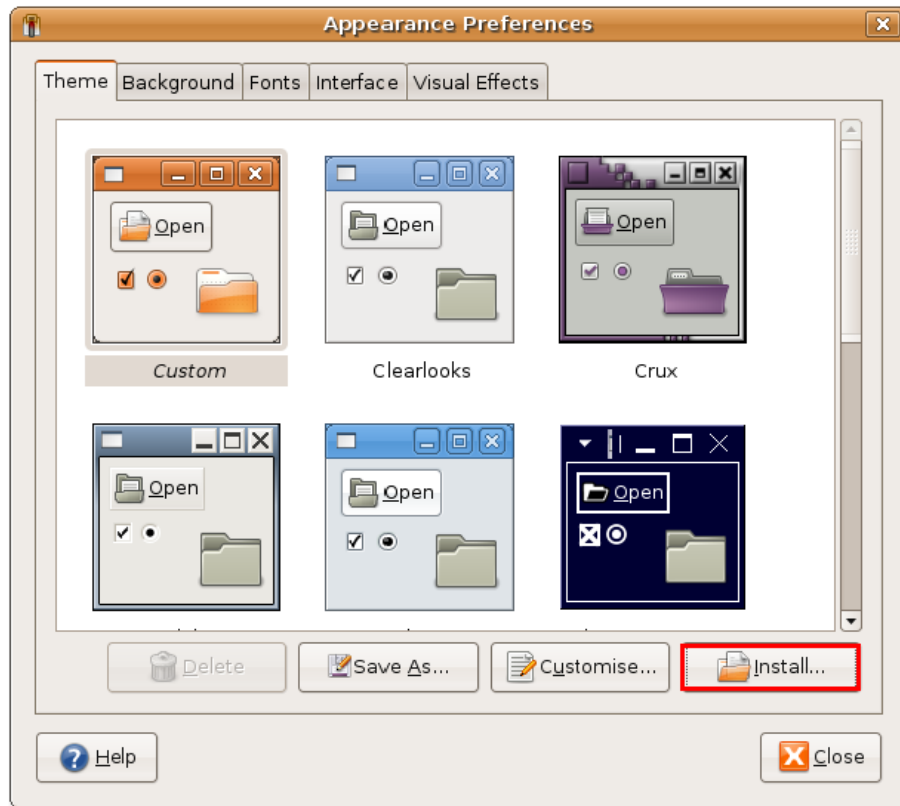 Appearance Preferences
Theme Background Fonts Interface Visual Effects
Open Open Open
Custom Clearlooks Crux
Open Open Open
Delete Save As... Customise... Install...
Help Close